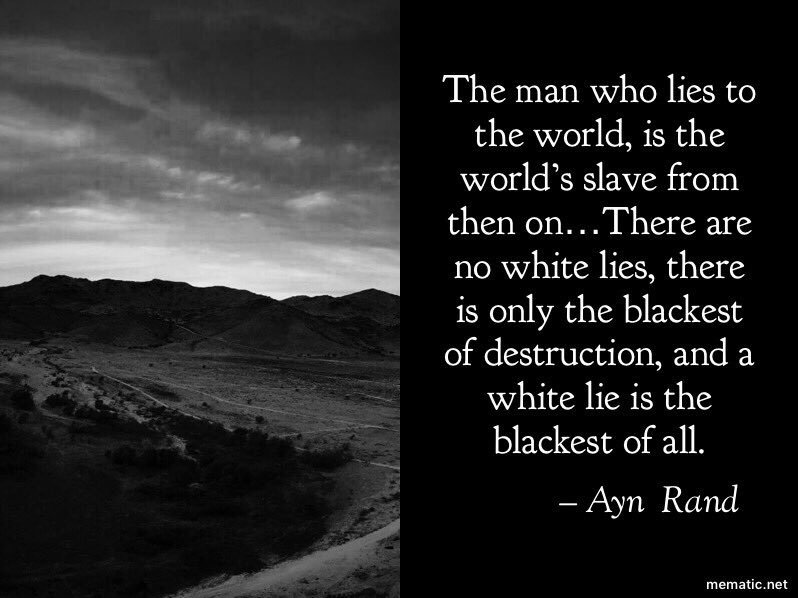 The man who lies to
the world, is the
world’s slave from
then on…There are
no white lies, there
is only the blackest
of destruction, and a
white lie is the
blackest of all.
– Ayn Rand
mematic.net